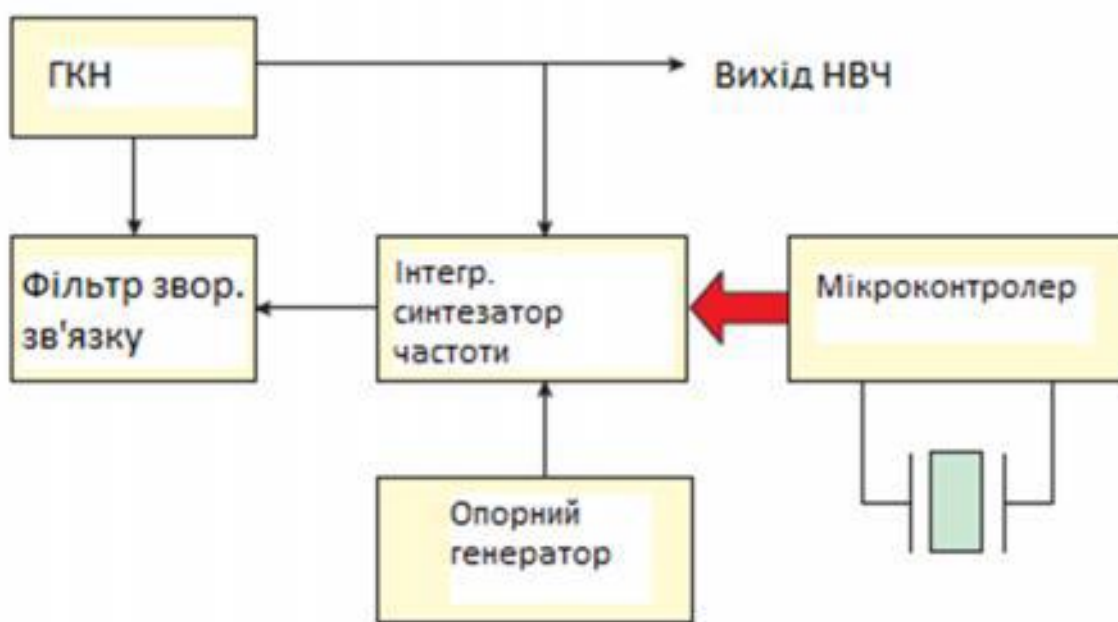 ГКН
Вихід НВЧ
Фільтр звор.
зв'язку
Інтегр.
синтезатор
частоти
Мікроконтролер
Опорний
генератор